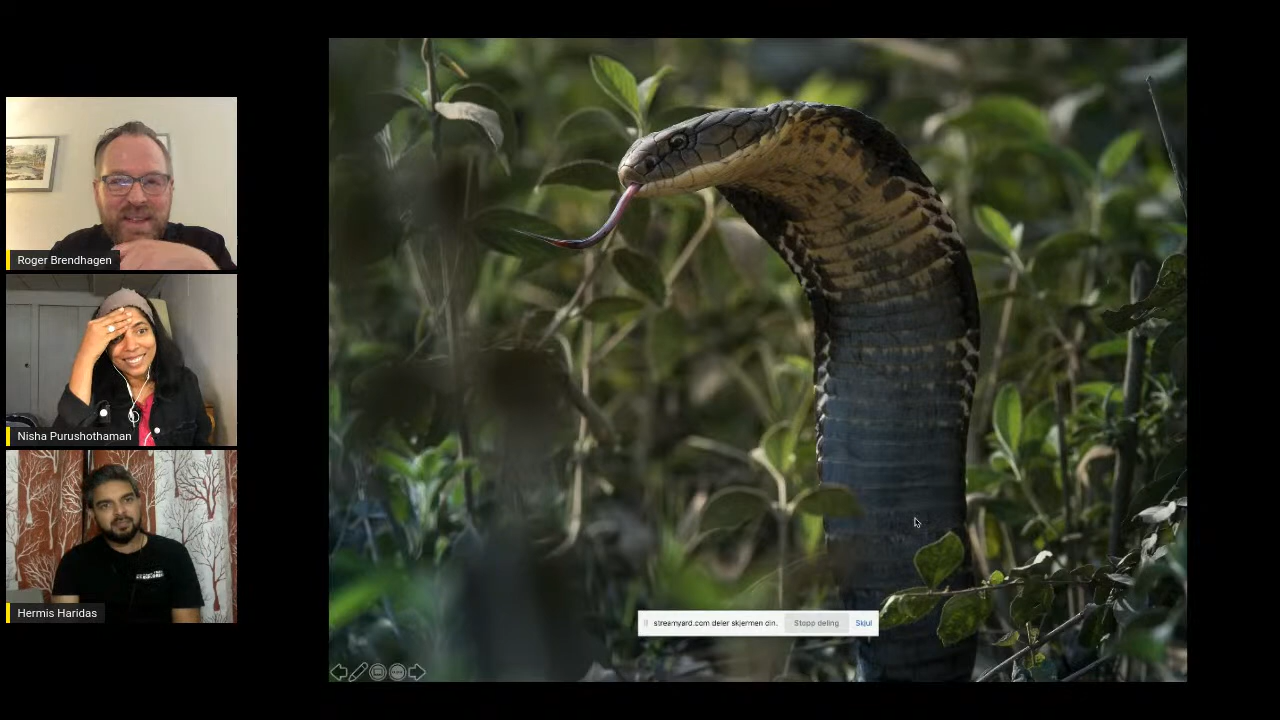 Roger Brendhagen
Nisha Purushothaman
Hermis Haridas
streamyard.com deler skjermen din. Stopp deling Skjul